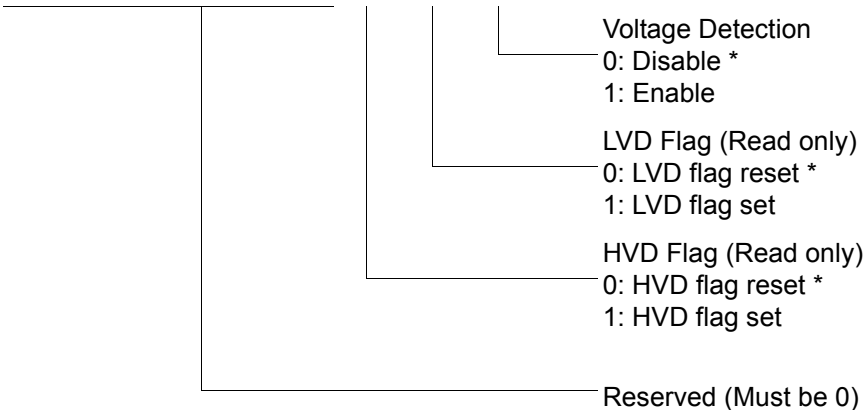 Voltage Detection
0: Disable *
1: Enable
LVD Flag (Read only)
0: LVD flag reset *
1: LVD flag set
HVD Flag (Read only)
0: HVD flag reset *
1: HVD flag set
Reserved (Must be 0)